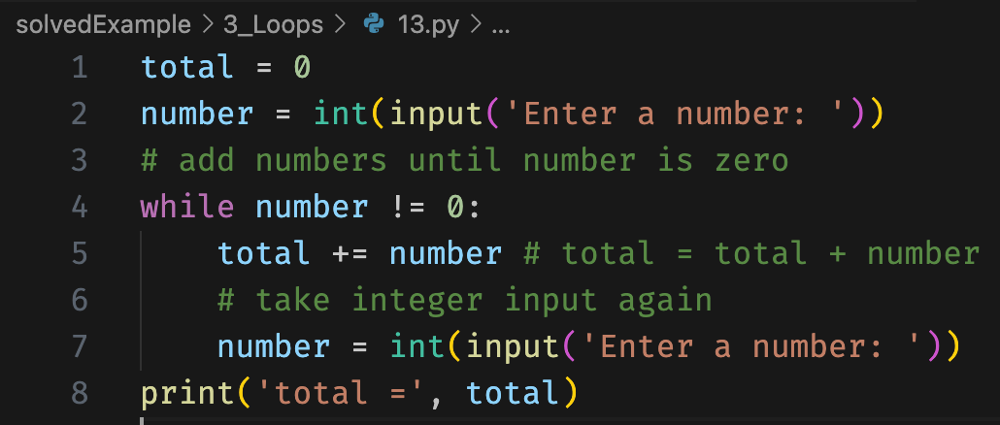 solvedExample > 3_Loops > 13.py > ...
1 total = 0
2 number = int(input('Enter a number: '))
3 # add numbers until number is zero
4 while number != 0:
5     total += number # total = total + number
6     # take integer input again
7     number = int(input('Enter a number: '))
8 print('total =', total)